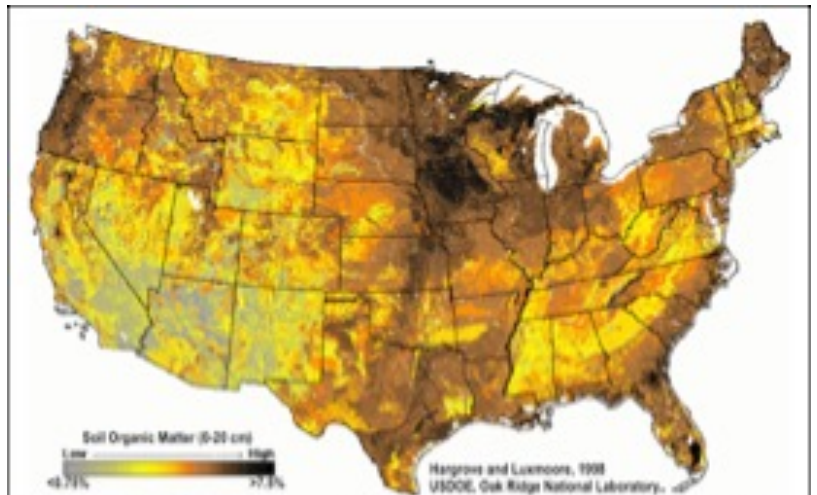 Soil Organic Matter (0-20 cm)
Low High
<0.75% >7.5%
Hargrove and Luxmoore, 1998
USDOE, Oak Ridge National Laboratory